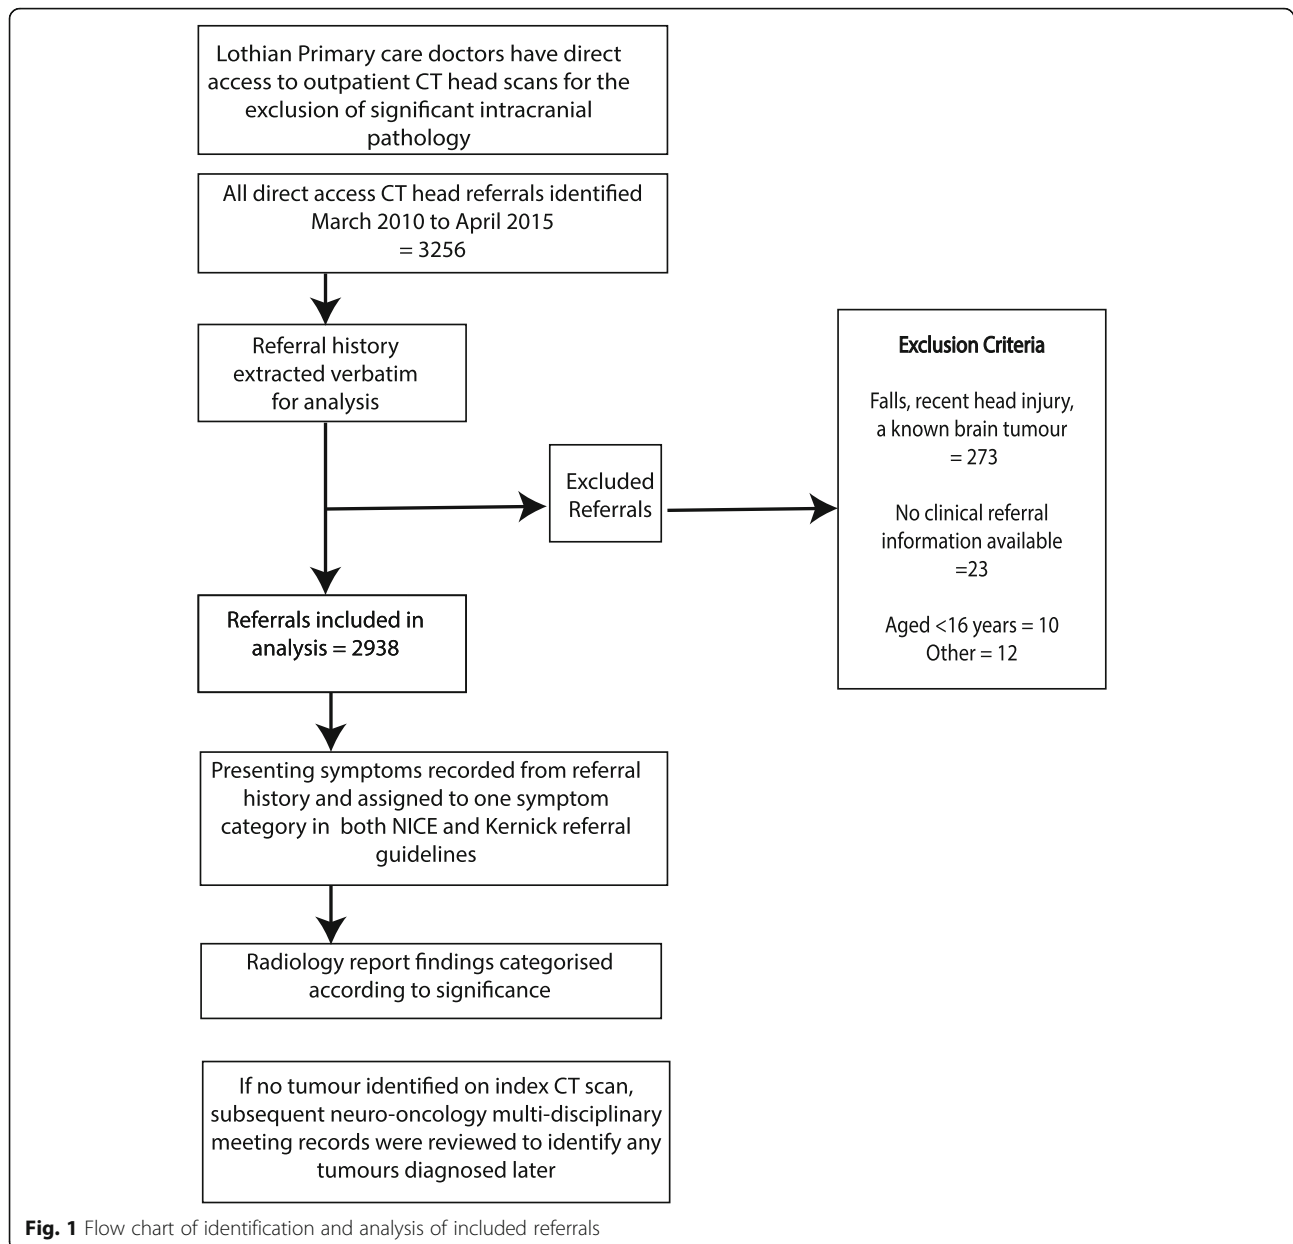 Lothian Primary care doctors have direct
access to outpatient CT head scans for the
exclusion of significant intracranial
pathology
All direct access CT head referrals identified
March 2010 to April 2015
= 3256
Referral history
extracted verbatim
for analysis
Excluded
Referrals
Exclusion Criteria
Falls, recent head injury,
a known brain tumour
= 273
No clinical referral
information available
=23
Aged <16 years = 10
Other = 12
Referrals included in
analysis = 2938
Presenting symptoms recorded from referral
history and assigned to one symptom
category in both NICE and Kernick referral
guidelines
Radiology report findings categorised
according to significance
If no tumour identified on index CT scan,
subsequent neuro-oncology multi-disciplinary
meeting records were reviewed to identify any
tumours diagnosed later
Fig. 1 Flow chart of identification and analysis of included referrals